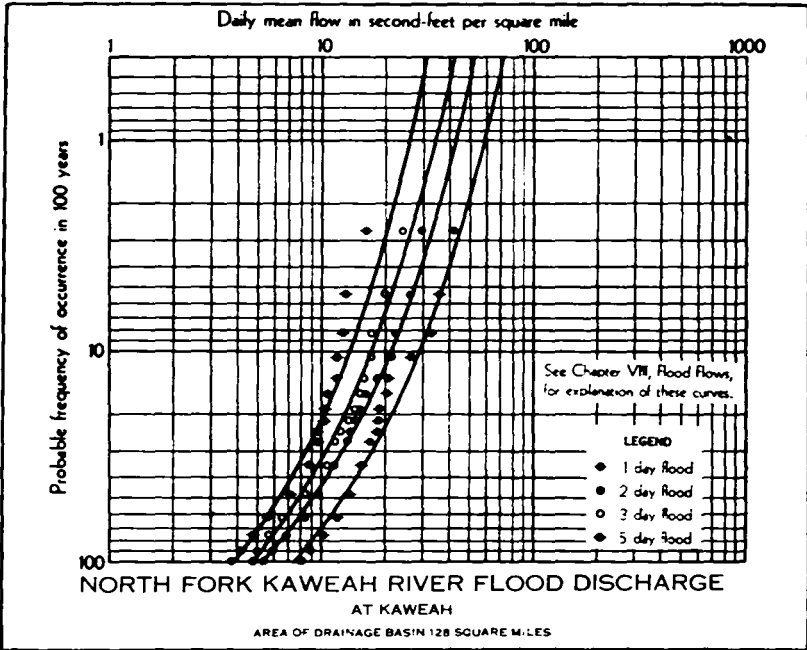 Daily mean flow in second-feet per square mile
1 10 100 1000
Probable frequency of occurrence in 100 years
1
10
100
See Chapter VIII, Flood Flows,
for explanation of these curves.
LEGEND
1 day flood
2 day flood
3 day flood
5 day flood
NORTH FORK KAWEAH RIVER FLOOD DISCHARGE
AT KAWEAH
AREA OF DRAINAGE BASIN 128 SQUARE MILES